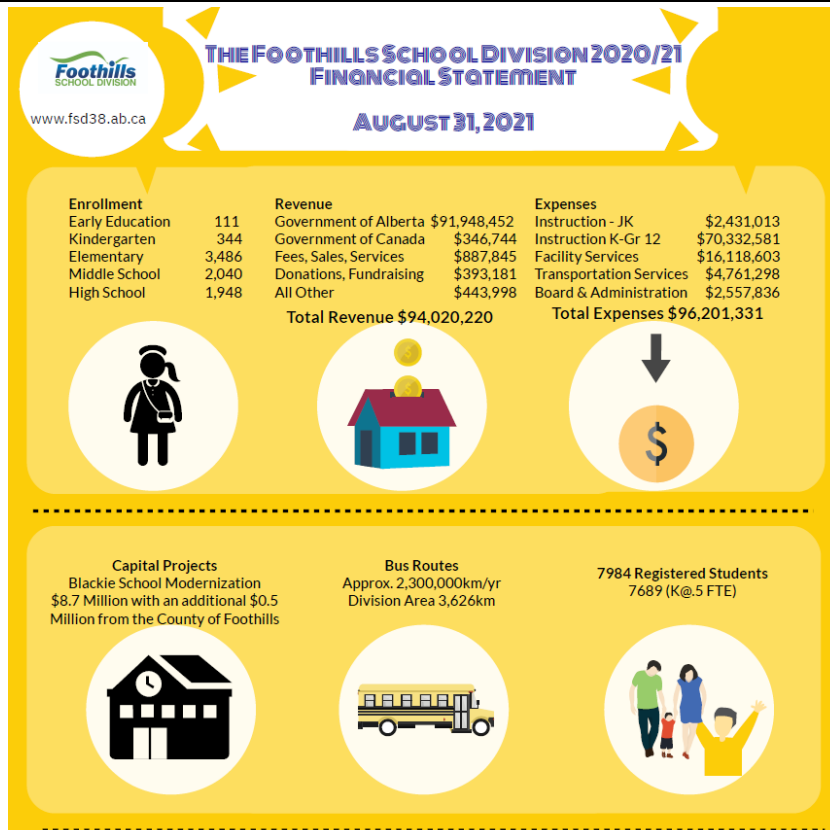 Foothills
SCHOOL DIVISION
www.fsd38.ab.ca
The Foothills School Division 2020/21
Financial Statement
August 31, 2021
Enrollment
Early Education 111
Kindergarten 344
Elementary 3,486
Middle School 2,040
High School 1,948
Revenue
Government of Alberta $91,948,452
Government of Canada $346,744
Fees, Sales, Services $887,845
Donations, Fundraising $393,181
All Other $443,998
Total Revenue $94,020,220
Expenses
Instruction - JK $2,431,013
Instruction K-Gr 12 $70,332,581
Facility Services $16,118,603
Transportation Services $4,761,298
Board & Administration $2,557,836
Total Expenses $96,201,331
$
Capital Projects
Blackie School Modernization
$8.7 Million with an additional $0.5
Million from the County of Foothills
Bus Routes
Approx. 2,300,000km/yr
Division Area 3,626km
7984 Registered Students
7689 (K@.5 FTE)